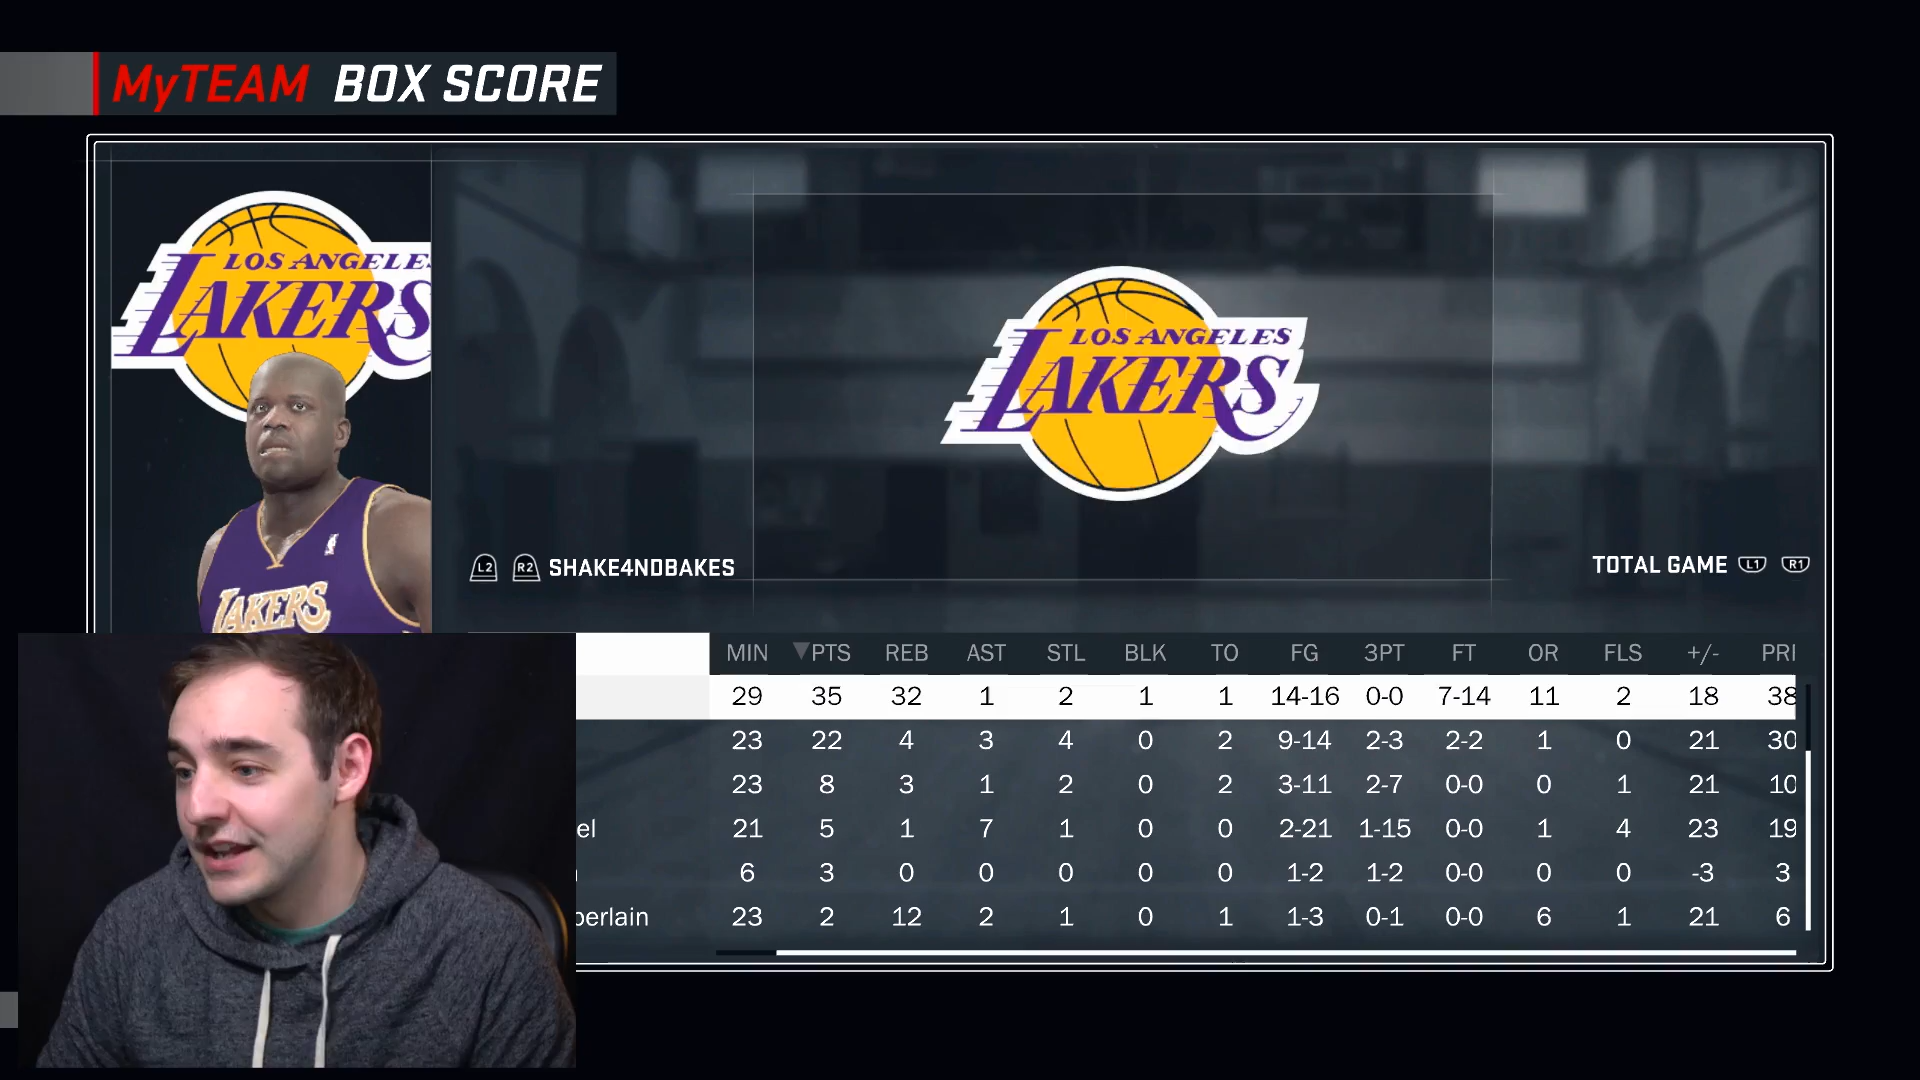 MyTEAM BOX SCORE
LOS ANGELES
LAKERS
LOS ANGELES
LAKERS
LAKERS
L2 R2 SHAKE4NDBAKES
TOTAL GAME L1 R1
MIN PTS REB AST STL BLK TO FG 3PT FT OR FLS +/- PRI
29 35 32 1 2 1 1 14-16 0-0 7-14 11 2 18 38
23 22 4 3 4 0 2 9-14 2-3 2-2 1 0 21 30
23 8 3 1 2 0 2 3-11 2-7 0-0 0 1 21 10
el 21 5 1 7 1 0 0 2-21 1-15 0-0 1 4 23 19
6 3 0 0 0 0 0 1-2 1-2 0-0 0 0 -3 3
berlain 23 2 12 2 1 0 1 1-3 0-1 0-0 6 1 21 6